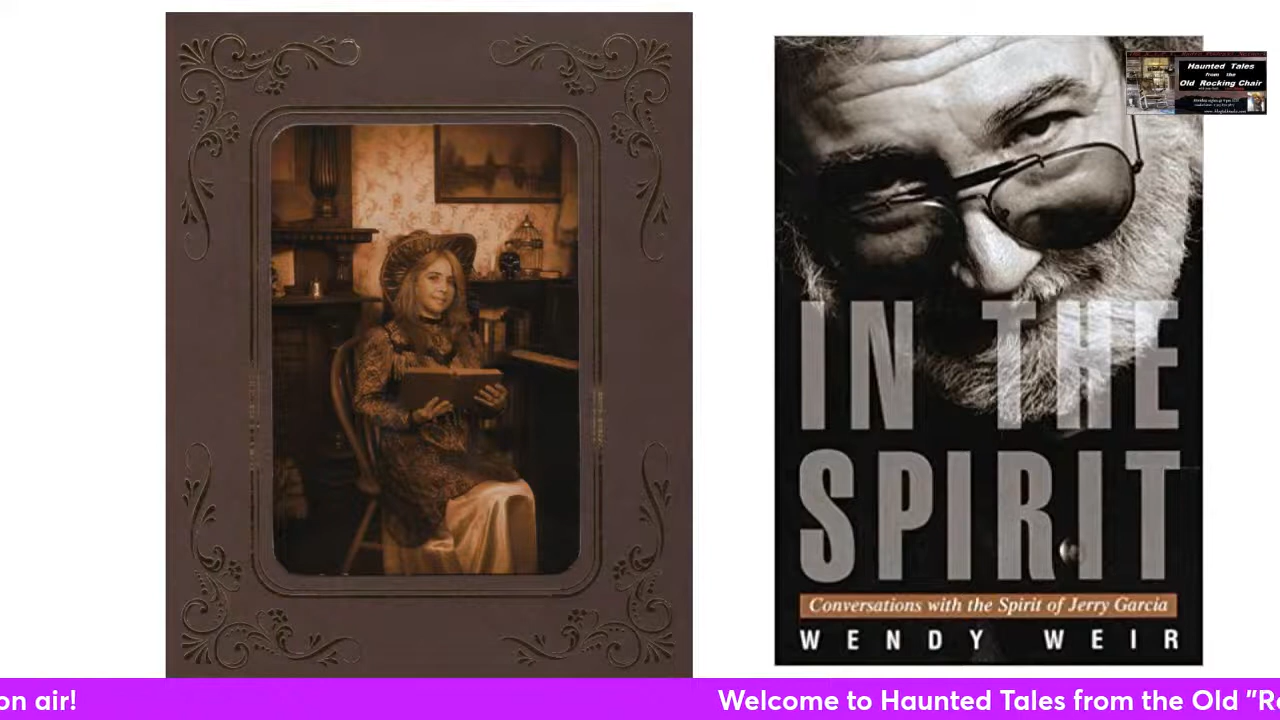 Haunted Tales
from the
Old Rocking Chair
IN THE
SPIRIT
Conversations with the Spirit of Jerry Garcia
WENDY WEIR
on air!
Welcome to Haunted Tales from the Old "Ro